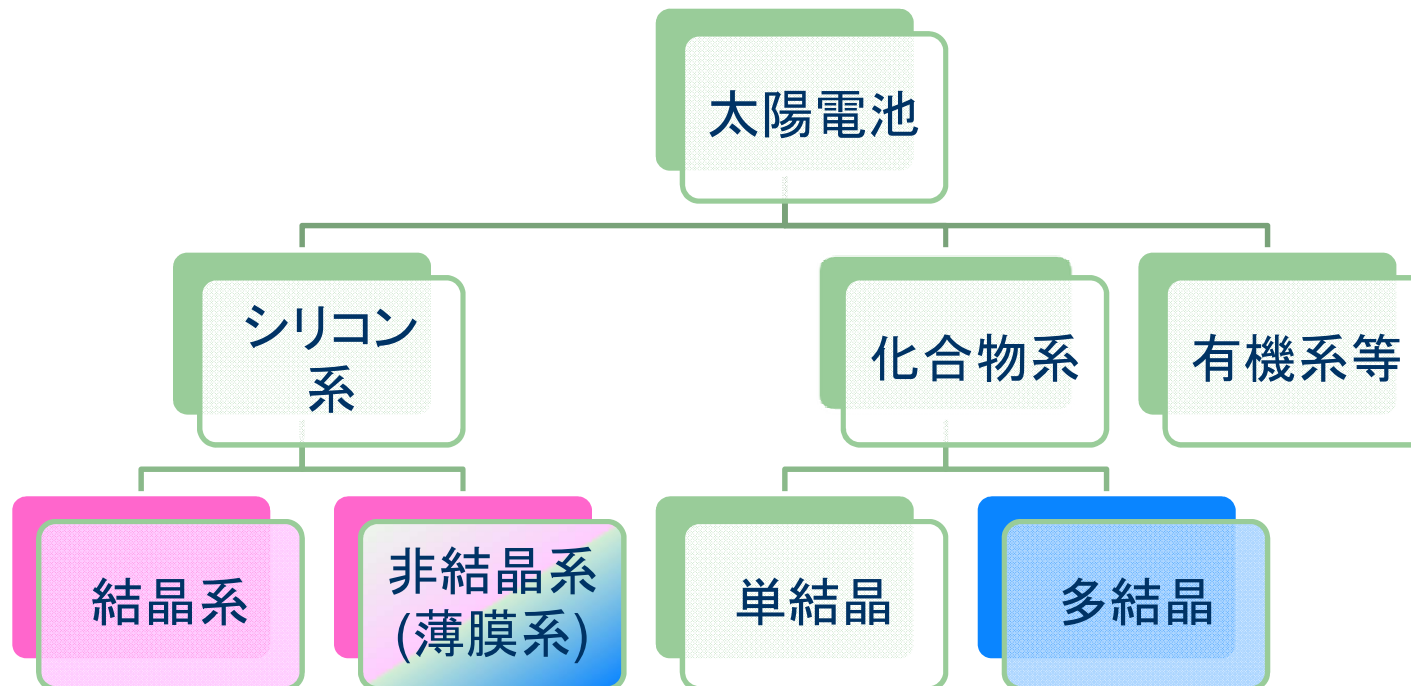 太陽電池
シリコン
系
化合物系
有機系等
結晶系
非結晶系
(薄膜系)
単結晶
多結晶